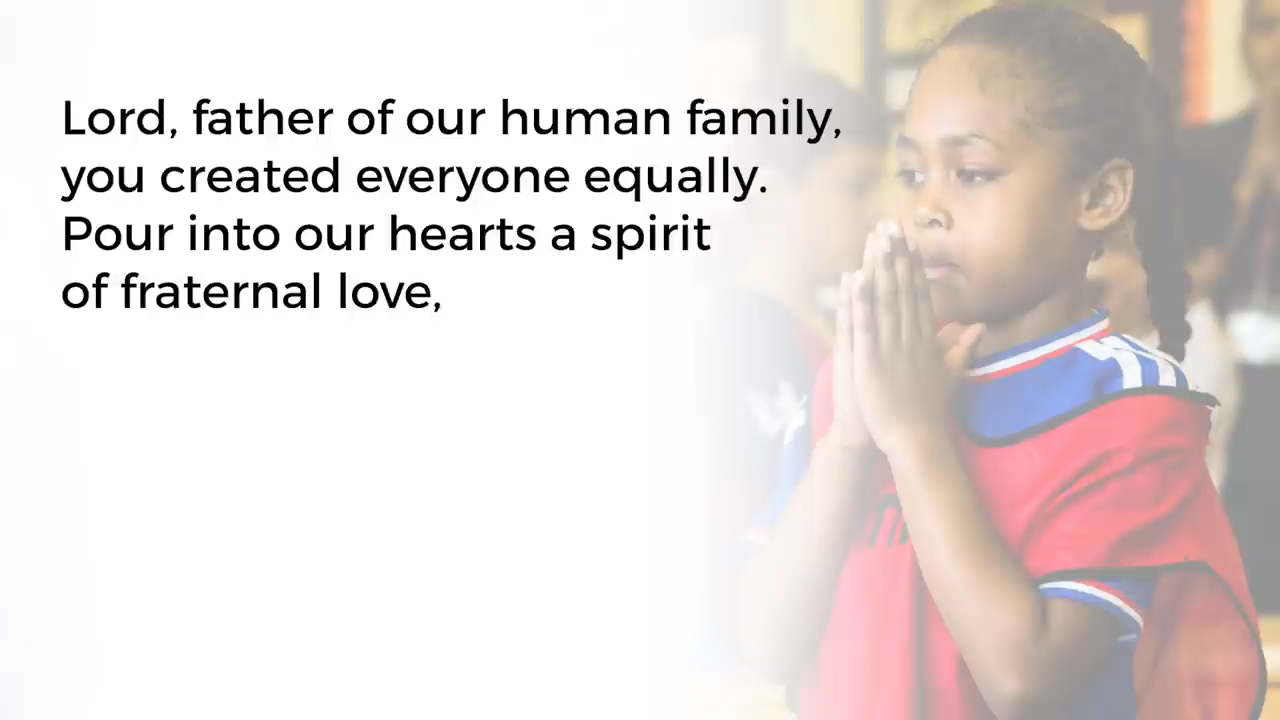 Lord, father of our human family,
you created everyone equally.
Pour into our hearts a spirit
of fraternal love,